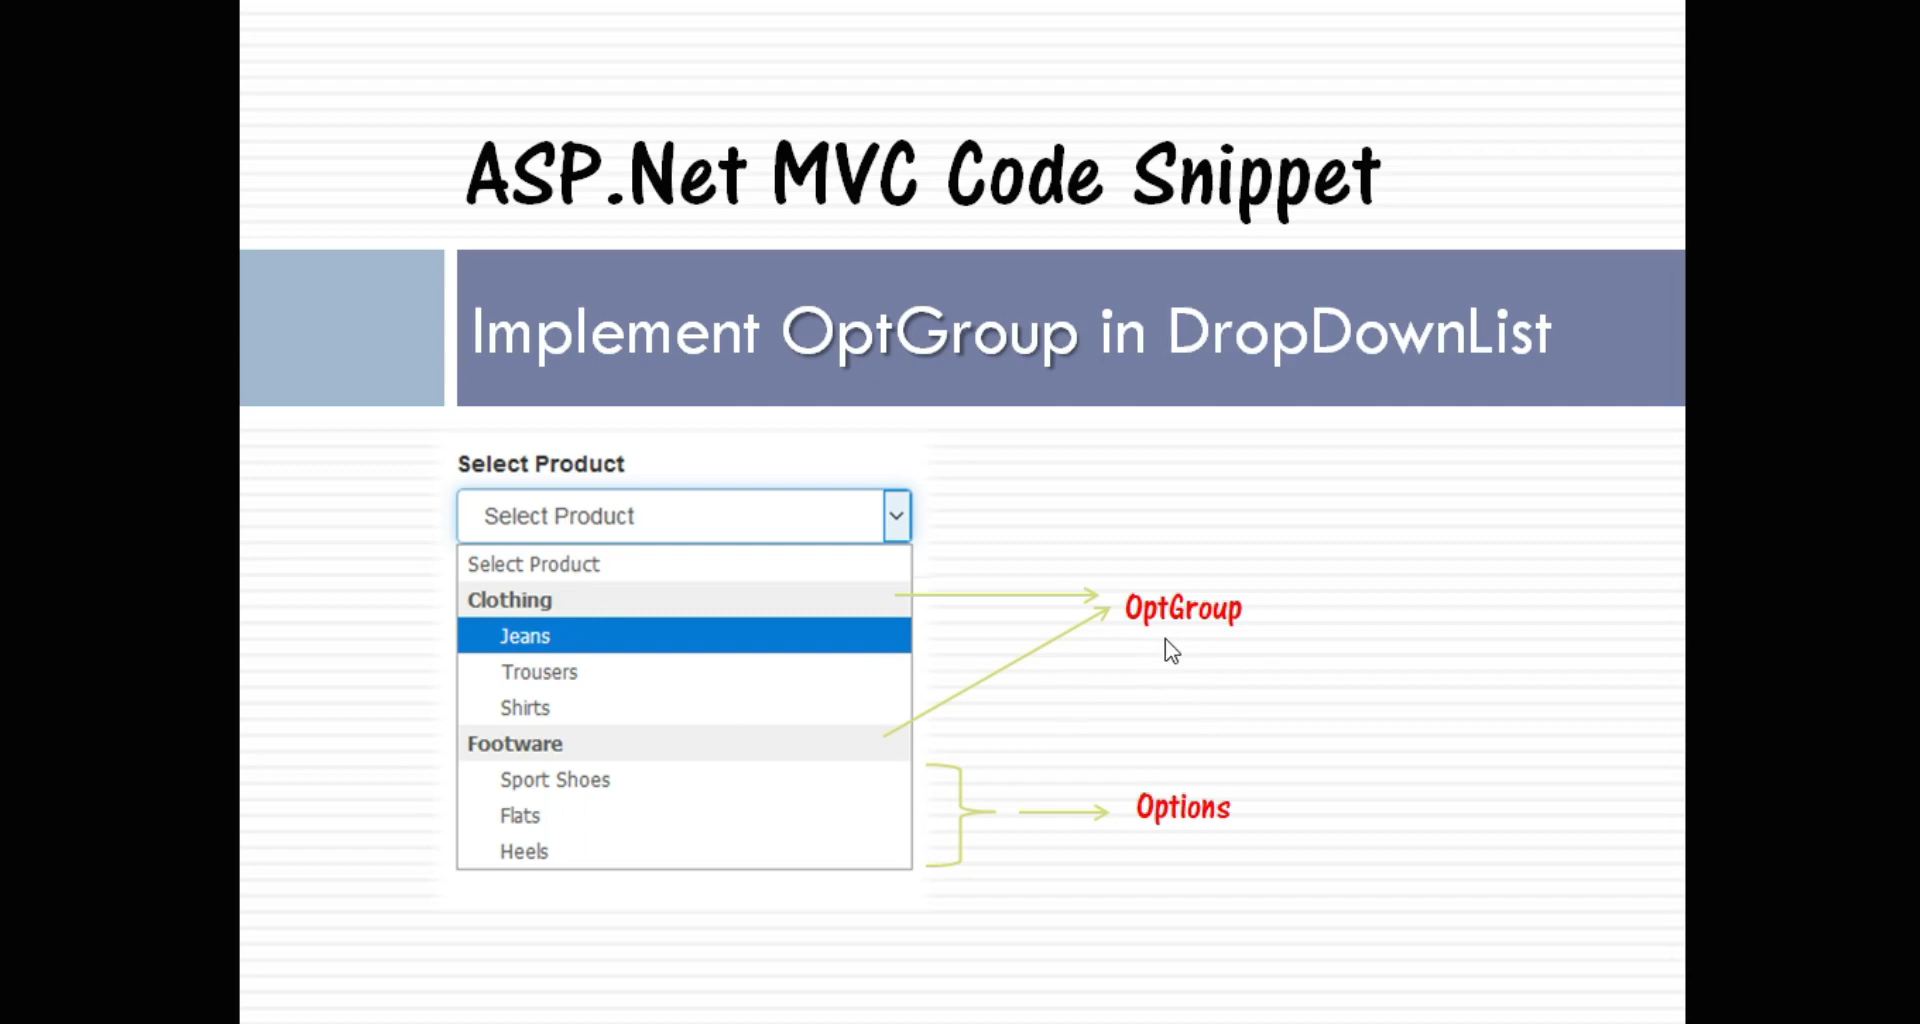 ASP.Net MVC Code Snippet
Implement OptGroup in DropDownList
Select Product
Select Product
Select Product
Clothing
OptGroup
Jeans
Trousers
Shirts
Footware
Sport Shoes
Flats
Options
Heels